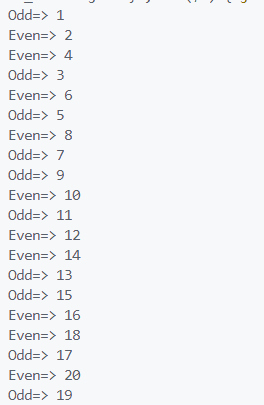 Odd=> 1
Even=> 2
Even=> 4
Odd=> 3
Even=> 6
Odd=> 5
Even=> 8
Odd=> 7
Odd=> 9
Even=> 10
Odd=> 11
Even=> 12
Even=> 14
Odd=> 13
Odd=> 15
Even=> 16
Even=> 18
Odd=> 17
Even=> 20
Odd=> 19